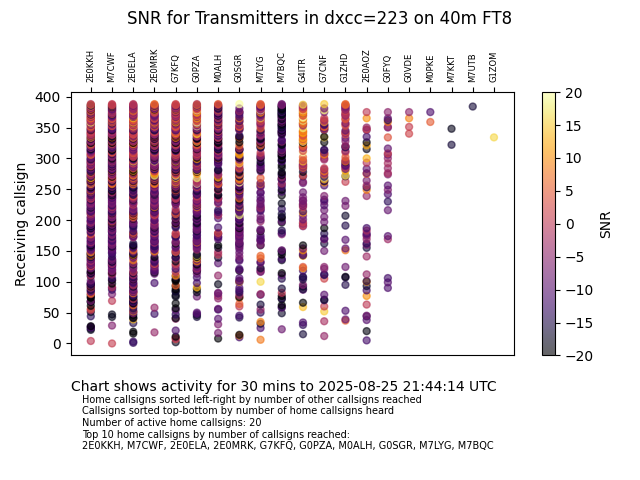 SNR for Transmitters in dxcc=223 on 40m FT8
2E0KKH M7CWF 2E0ELA 2E0MRK G7KFQ G0PZA M0ALH G0SGR M7LYG M7BQC G4ITR G7CNF G1ZHD 2E0AOZ G0FYQ G0VDE M0PKE M7KKT M7UTB G1ZOM
400
350
300
250
200
150
100
50
0
Receiving callsign
20
15
10
5
0
−5
−10
−15
−20
SNR
Chart shows activity for 30 mins to 2025-08-25 21:44:14 UTC
Home callsigns sorted left-right by number of other callsigns reached
Callsigns sorted top-bottom by number of home callsigns heard
Number of active home callsigns: 20
Top 10 home callsigns by number of callsigns reached:
2E0KKH, M7CWF, 2E0ELA, 2E0MRK, G7KFQ, G0PZA, M0ALH, G0SGR, M7LYG, M7BQC